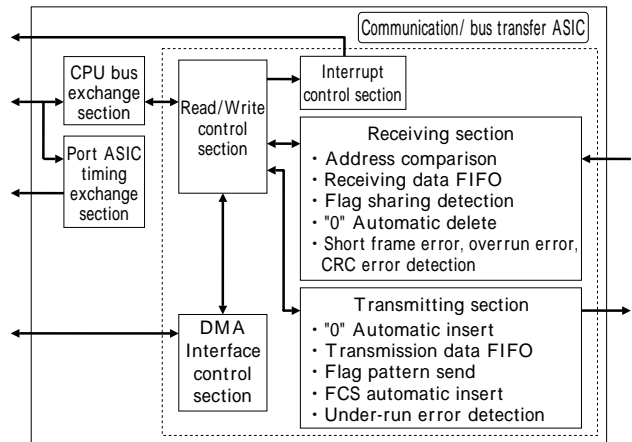 Communication/ bus transfer ASIC
CPU bus
exchange
section
Port ASIC
timing
exchange
section
Read/Write
control
section
Interrupt
control section
Receiving section
・Address comparison
・Receiving data FIFO
・Flag sharing detection
・"0" Automatic delete
・Short frame error, overrun error,
CRC error detection
DMA
Interface
control
section
Transmitting section
・"0" Automatic insert
・Transmission data FIFO
・Flag pattern send
・FCS automatic insert
・Under-run error detection